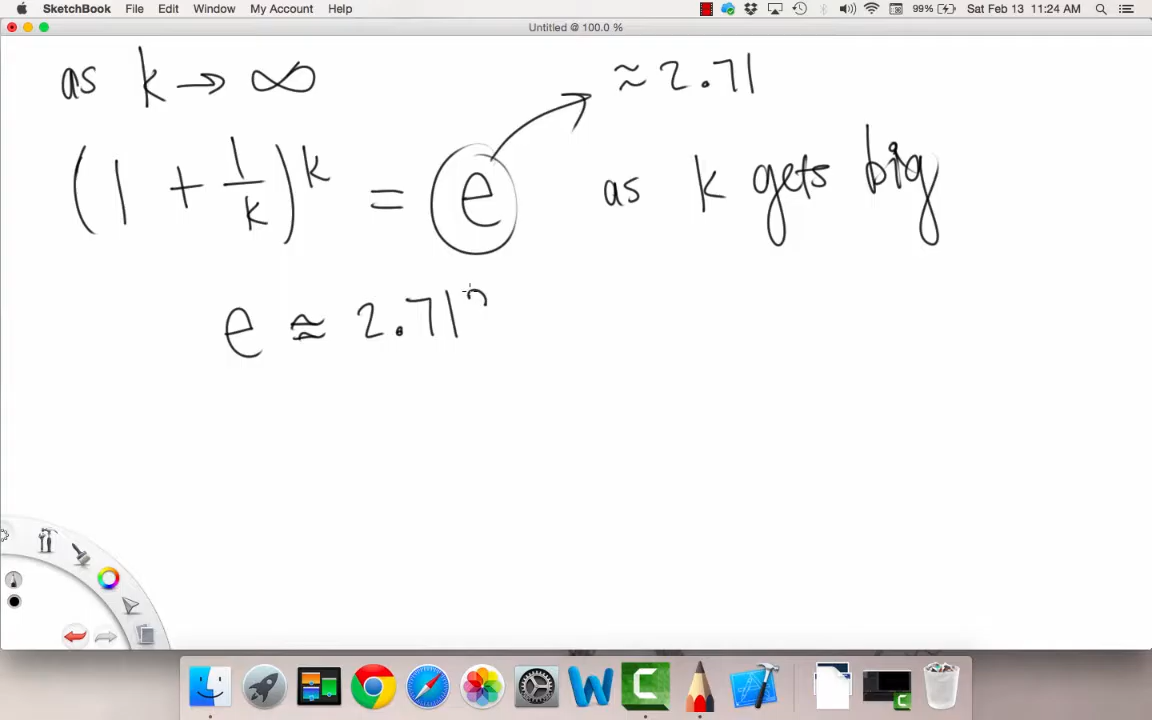 SketchBook File Edit Window My Account Help 99% Sat Feb 13 11:24 AM
Untitled @ 100.0 %
as k → ∞
≈ 2.71
(1 + 1/k)^k = e as k gets big
e ≈ 2.71